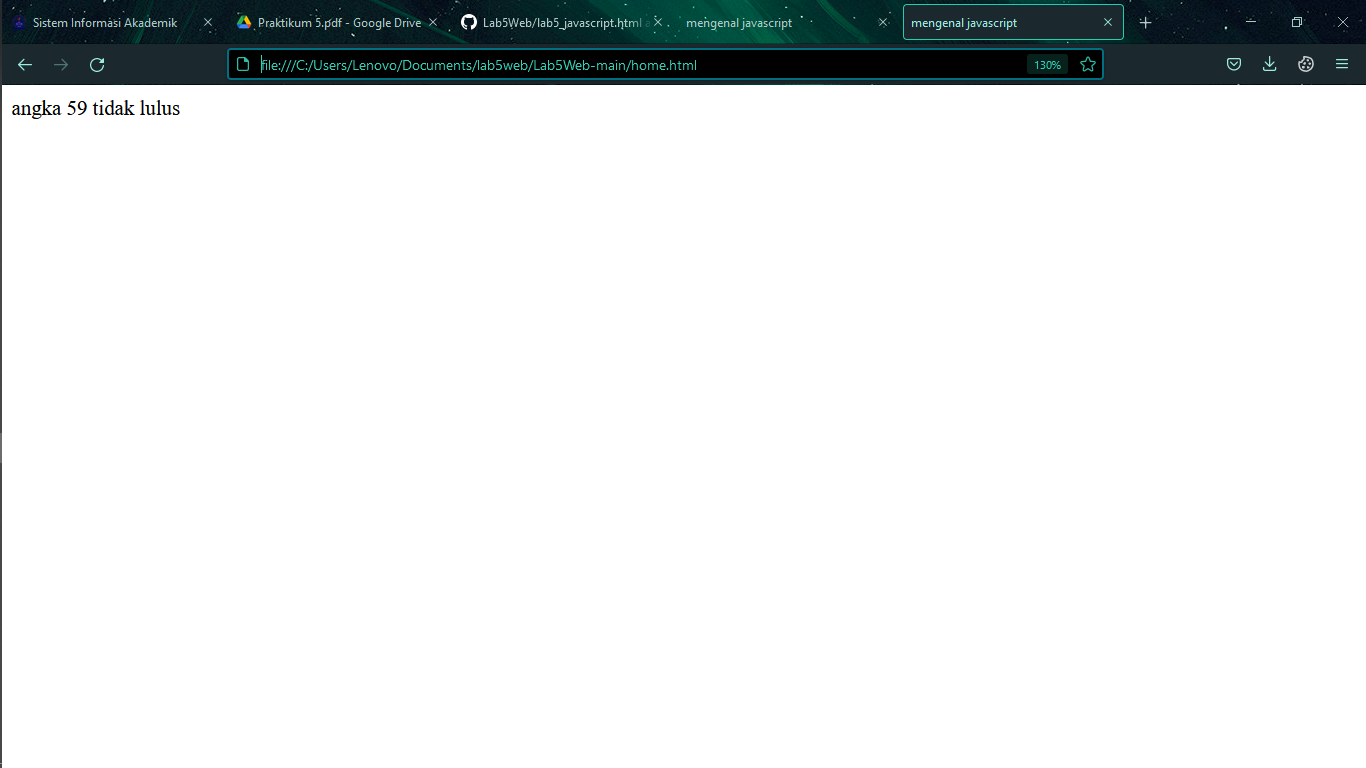 Sistem Informasi Akademik
Praktikum 5.pdf - Google Drive
Lab5Web/lab5_javascript.html
mengenal javascript
mengenal javascript
file:///C:/Users/Lenovo/Documents/lab5web/Lab5Web-main/home.html
130%
angka 59 tidak lulus